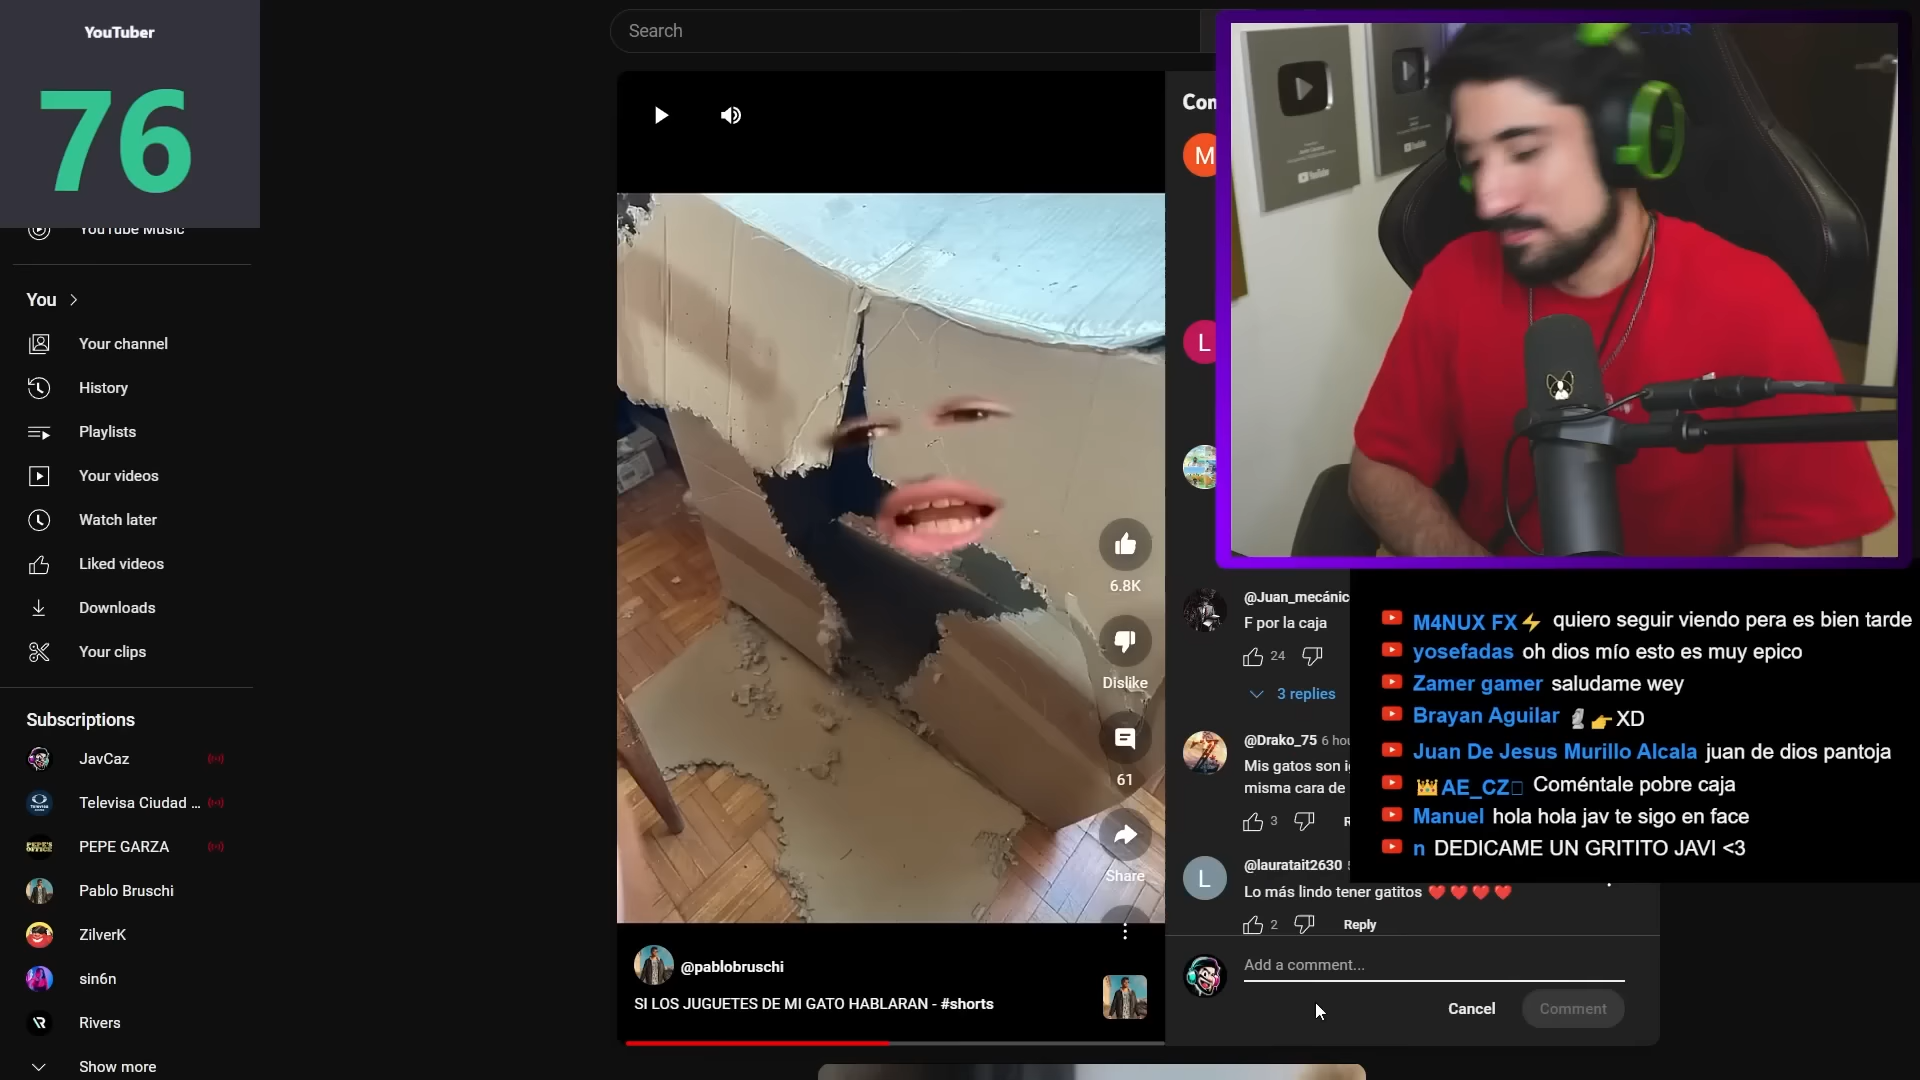 YouTuber
76
YouTube Music
You
Your channel
History
Playlists
Your videos
Watch later
Liked videos
Downloads
Your clips
Subscriptions
JavCaz
Televisa Ciudad ...
PEPE GARZA
Pablo Bruschi
ZilverK
sin6n
Rivers
Show more
Search
6.8K
Dislike
61
Share
@pablobruschi
SI LOS JUGUETES DE MI GATO HABLARAN - #shorts
Com
M
L
@Juan_mecánic
F por la caja
24
3 replies
@Drako_75 6 hou
Mis gatos son i
misma cara de
3
R
L
@lauratait2630
Lo más lindo tener gatitos ❤️❤️❤️❤️
2
Reply
Add a comment...
Cancel
Comment
YouTube
YouTube
M4NUX FX⚡ quiero seguir viendo pera es bien tarde
yosefadas oh dios mío esto es muy epico
Zamer gamer saludame wey
Brayan Aguilar 🗿👉XD
Juan De Jesus Murillo Alcala juan de dios pantoja
👑AE_CZ Coméntale pobre caja
Manuel hola hola jav te sigo en face
n DEDICAME UN GRITITO JAVI <3